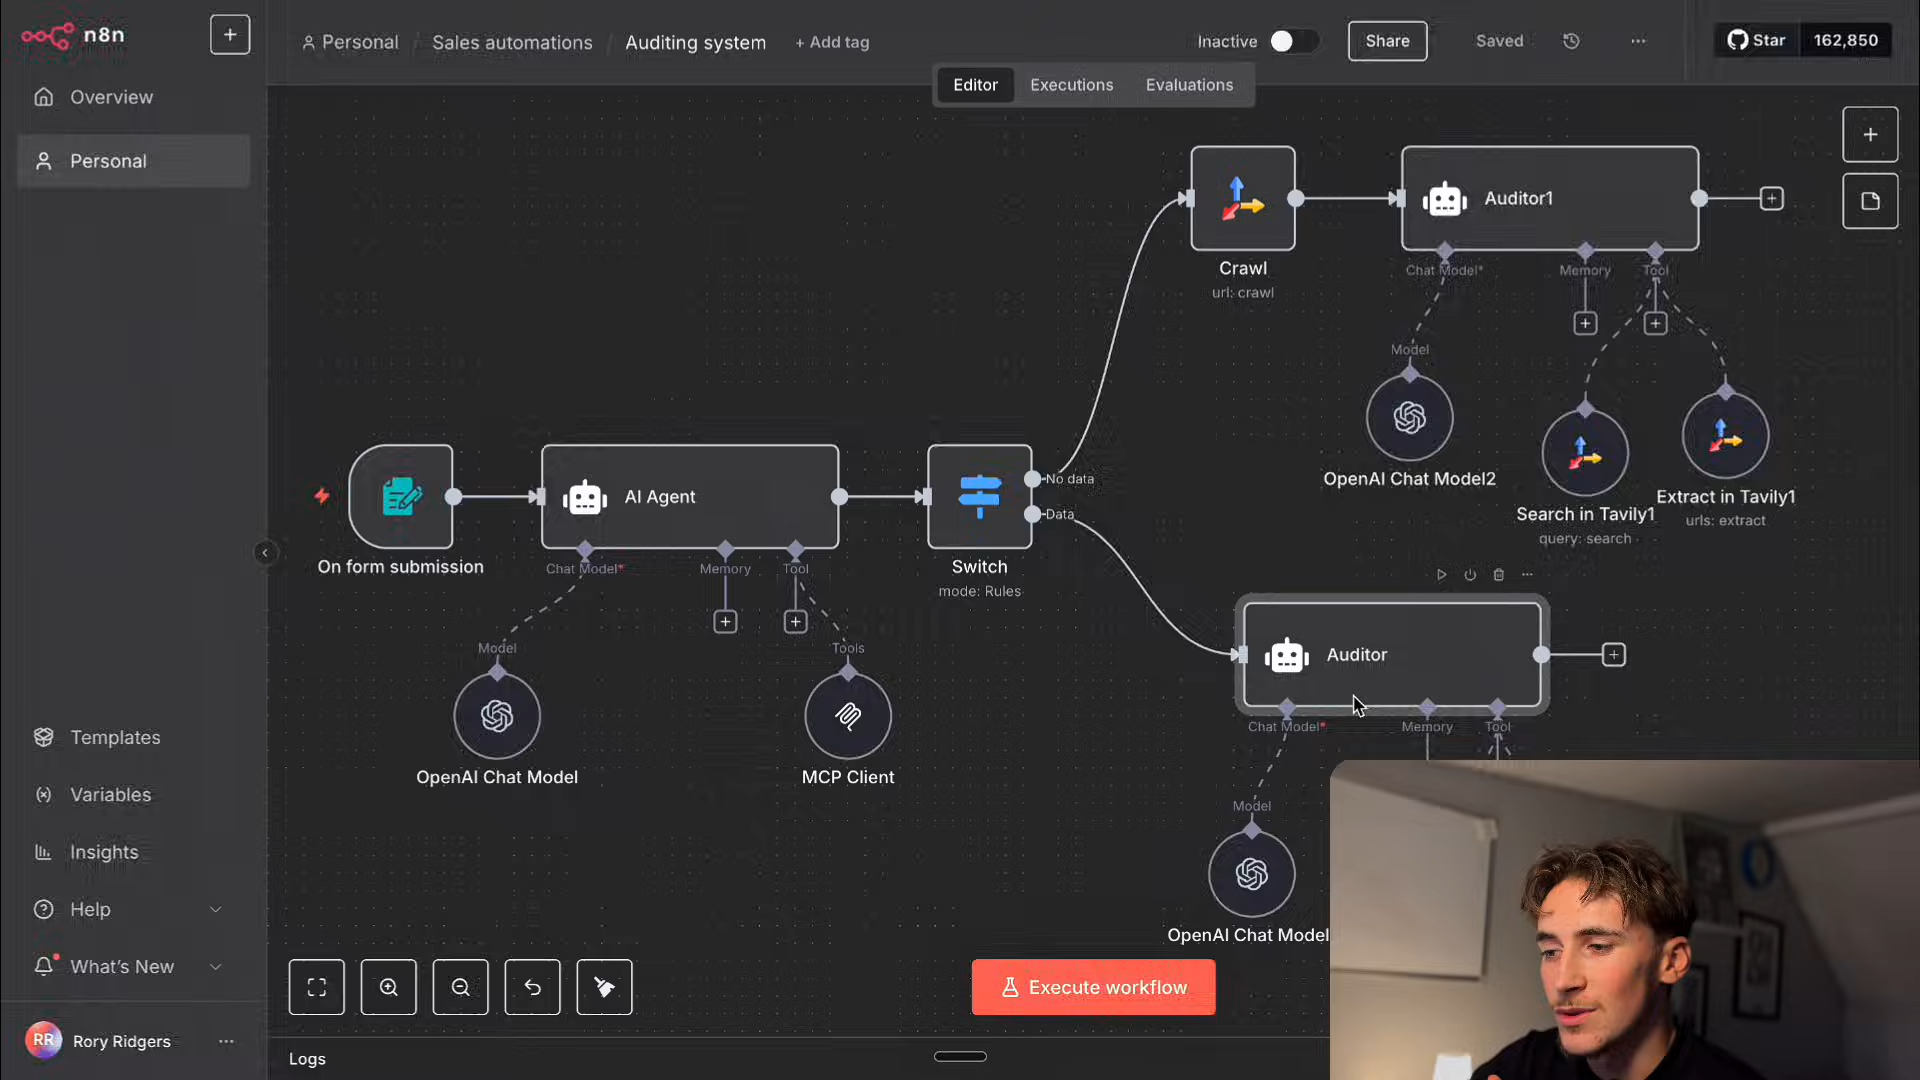 n8n
Personal / Sales automations / Auditing system + Add tag
Inactive
Share
Saved
Star 162,850
Editor Executions Evaluations
Overview
Personal
Crawl
url: crawl
Auditor1
Chat Model*
Memory
Tool
Model
OpenAI Chat Model2
Search in Tavily1
query: search
Extract in Tavily1
urls: extract
On form submission
AI Agent
Chat Model*
Memory
Tool
Model
OpenAI Chat Model
Tools
MCP Client
No data
Data
Switch
mode: Rules
Auditor
Chat Model*
Memory
Tool
Model
OpenAI Chat Model
Templates
Variables
Insights
Help
What's New
RR Rory Ridgers
Execute workflow
Logs